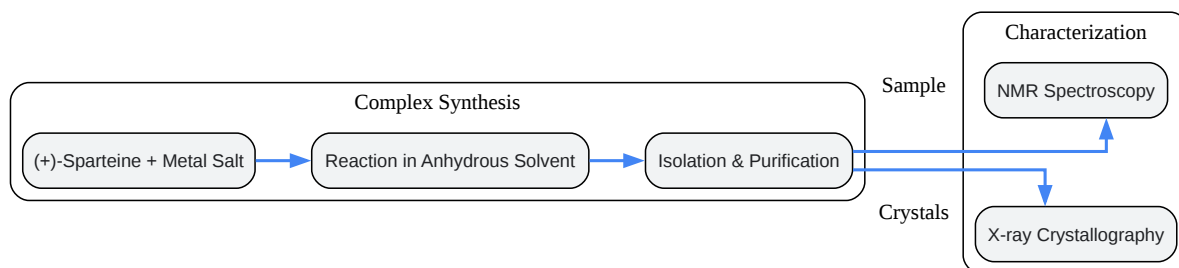 Complex Synthesis
(+)-Sparteine + Metal Salt
Reaction in Anhydrous Solvent
Isolation & Purification
Sample
Crystals
Characterization
NMR Spectroscopy
X-ray Crystallography